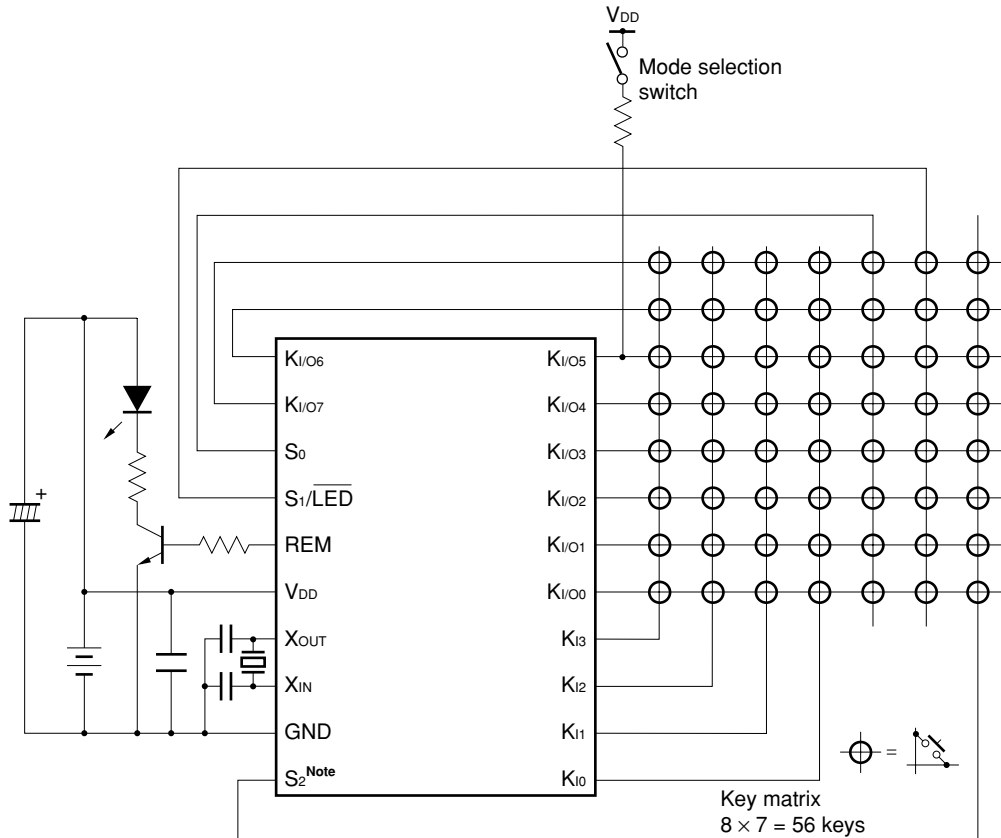 VDD
Mode selection
switch
+
KI/O6
KI/O5
KI/O7
KI/O4
S0
KI/O3
S1/LED
KI/O2
REM
KI/O1
VDD
KI/O0
XOUT
KI3
XIN
KI2
GND
KI1
=
S2Note
KI0
Key matrix
8 × 7 = 56 keys